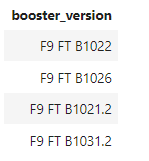 booster_version
F9 FT B1022
F9 FT B1026
F9 FT B1021.2
F9 FT B1031.2